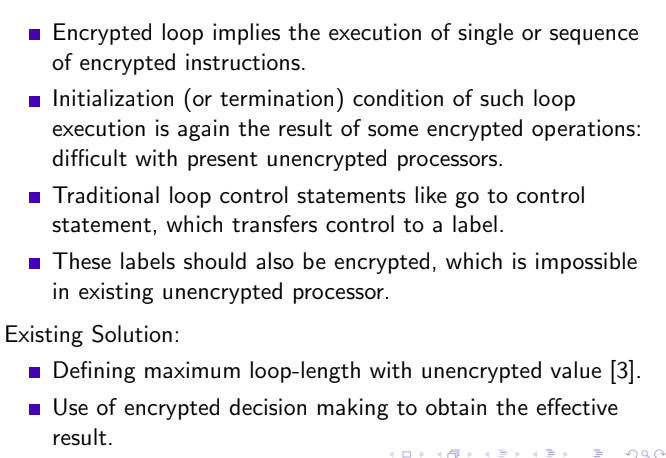 Encrypted loop implies the execution of single or sequence
of encrypted instructions.
Initialization (or termination) condition of such loop
execution is again the result of some encrypted operations:
difficult with present unencrypted processors.
Traditional loop control statements like go to control
statement, which transfers control to a label.
These labels should also be encrypted, which is impossible
in existing unencrypted processor.
Existing Solution:
Defining maximum loop-length with unencrypted value [3].
Use of encrypted decision making to obtain the effective
result.